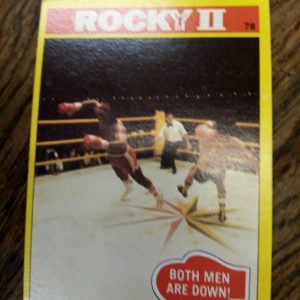 ROCKY II
78
BOTH MEN
ARE DOWN!